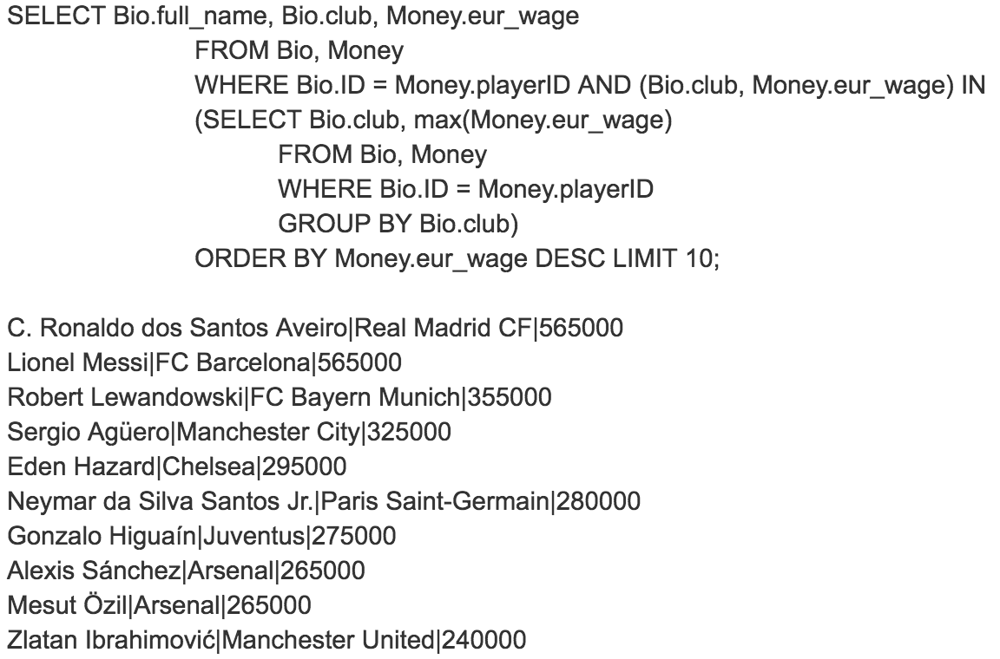 SELECT Bio.full_name, Bio.club, Money.eur_wage
FROM Bio, Money
WHERE Bio.ID = Money.playerID AND (Bio.club, Money.eur_wage) IN
(SELECT Bio.club, max(Money.eur_wage)
FROM Bio, Money
WHERE Bio.ID = Money.playerID
GROUP BY Bio.club)
ORDER BY Money.eur_wage DESC LIMIT 10;
C. Ronaldo dos Santos Aveiro|Real Madrid CF|565000
Lionel Messi|FC Barcelona|565000
Robert Lewandowski|FC Bayern Munich|355000
Sergio Agüero|Manchester City|325000
Eden Hazard|Chelsea|295000
Neymar da Silva Santos Jr.|Paris Saint-Germain|280000
Gonzalo Higuaín|Juventus|275000
Alexis Sánchez|Arsenal|265000
Mesut Özil|Arsenal|265000
Zlatan Ibrahimović|Manchester United|240000